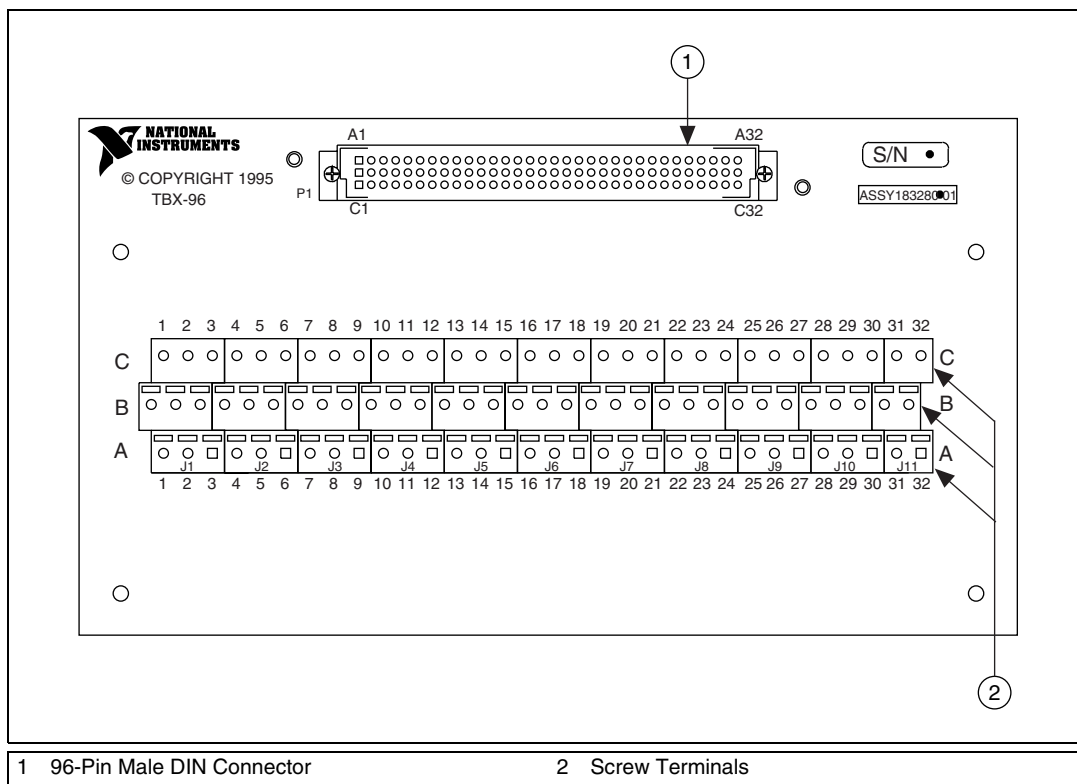 1
NATIONAL
INSTRUMENTS
© COPYRIGHT 1995
TBX-96
P1
A1 A32
C1 C32
S/N
ASSY183280-01
1 2 3 4 5 6 7 8 9 10 11 12 13 14 15 16 17 18 19 20 21 22 23 24 25 26 27 28 29 30 31 32
C C
B B
A A
J1 J2 J3 J4 J5 J6 J7 J8 J9 J10 J11
1 2 3 4 5 6 7 8 9 10 11 12 13 14 15 16 17 18 19 20 21 22 23 24 25 26 27 28 29 30 31 32
2
1 96-Pin Male DIN Connector 2 Screw Terminals